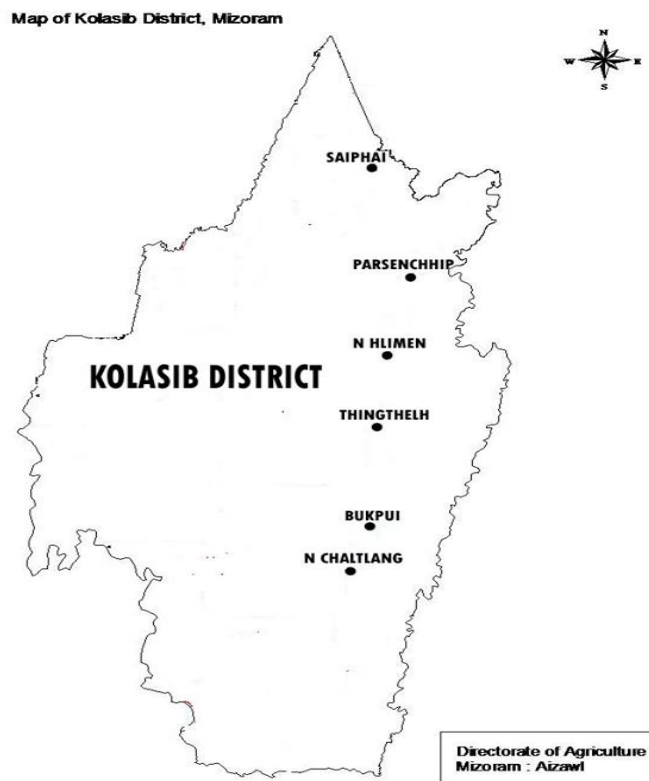 Map of Kolasib District, Mizoram
N
W E
S
SAIPHAI
PARSENCHHIP
N HLIMEN
KOLASIB DISTRICT
THINGTHELH
BUKPUI
N CHALTLANG
Directorate of Agriculture
Mizoram : Aizawl